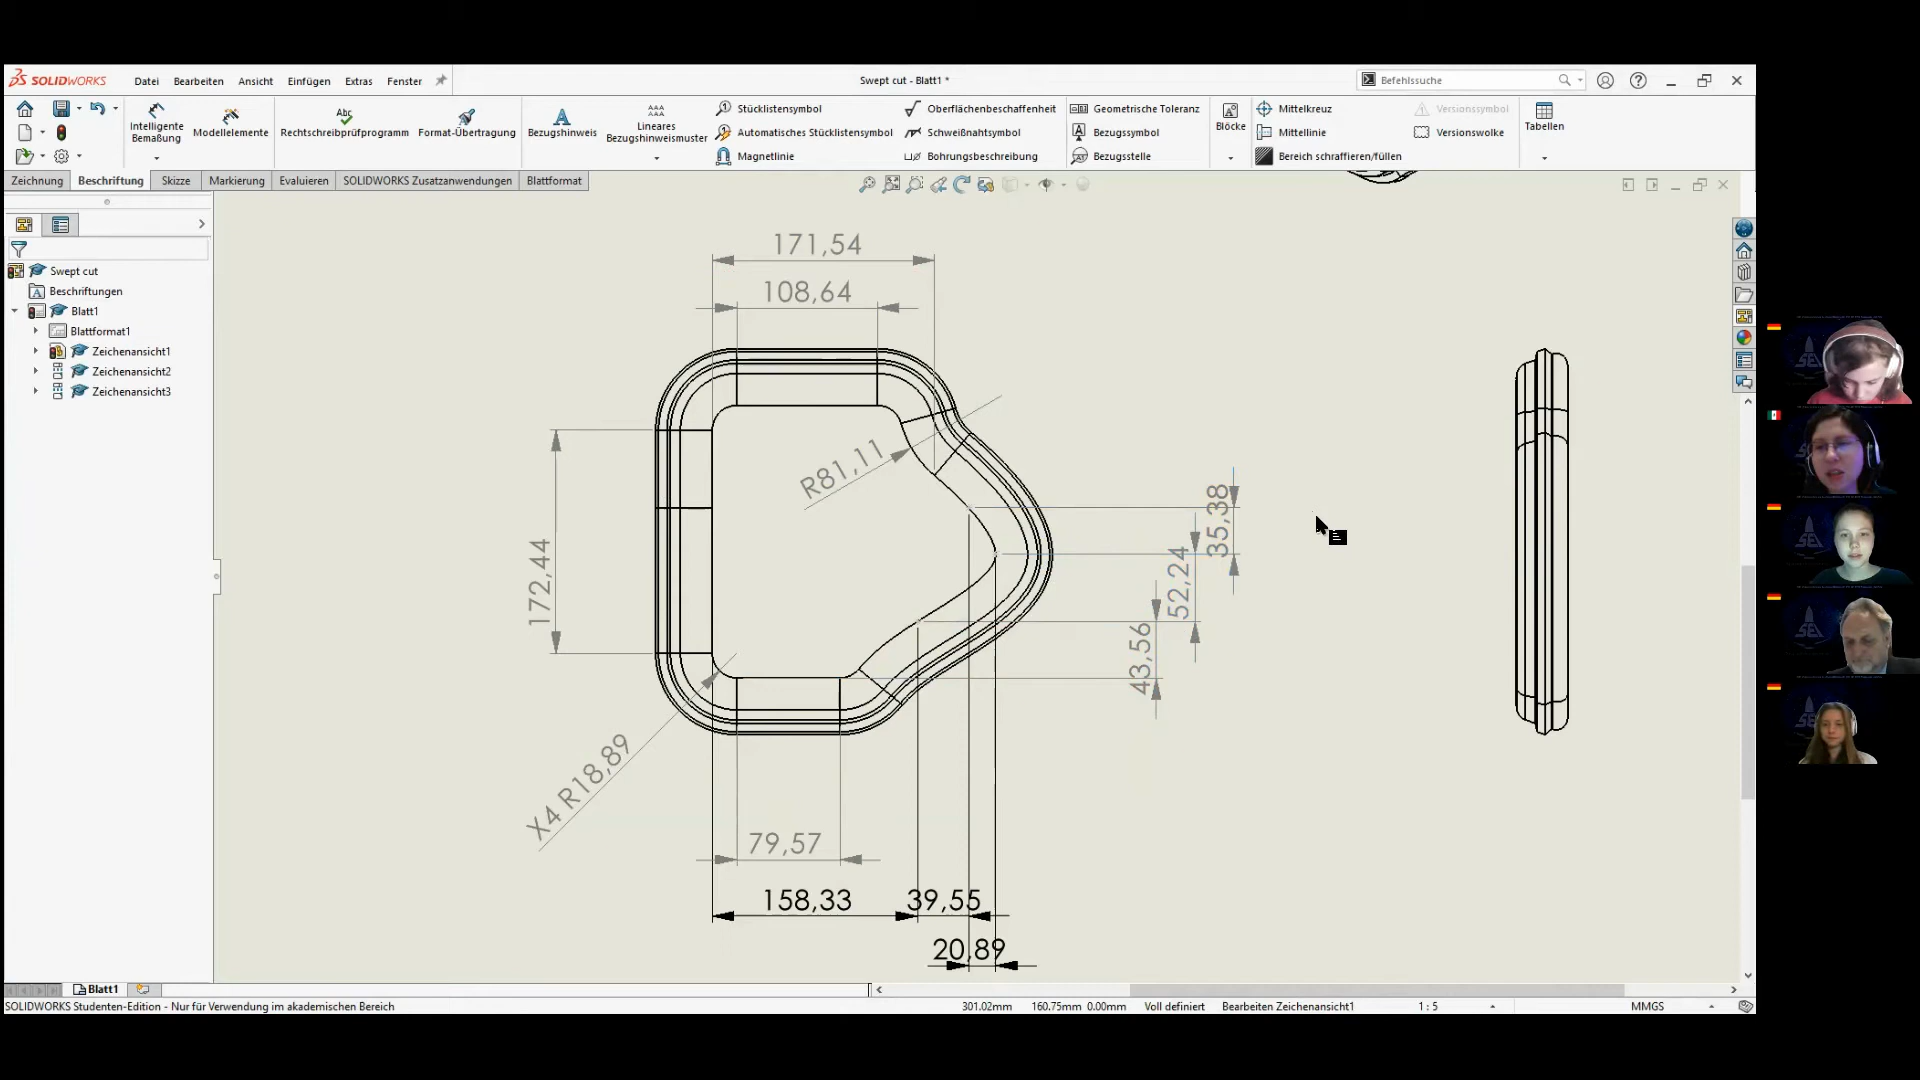 SOLIDWORKS
Datei Bearbeiten Ansicht Einfügen Extras Fenster
Swept cut - Blatt1 *
Befehlssuche
Intelligente Bemaßung
Modellelemente
Rechtschreibprüfprogramm
Format-Übertragung
Bezugshinweis
Lineares Bezugshinweismuster
Stücklistensymbol
Automatisches Stücklistensymbol
Magnetlinie
Oberflächenbeschaffenheit
Schweißnahtsymbol
Bohrungsbeschreibung
Geometrische Toleranz
Bezugssymbol
Bezugsstelle
Blöcke
Mittelkreuz
Mittellinie
Bereich schraffieren/füllen
Versionssymbol
Versionswolke
Tabellen
Zeichnung Beschriftung Skizze Markierung Evaluieren SOLIDWORKS Zusatzanwendungen Blattformat
Swept cut
Beschriftungen
Blatt1
Blattformat1
Zeichenansicht1
Zeichenansicht2
Zeichenansicht3
171,54
108,64
R81,11
172,44
35,38
52,24
43,56
X4 R18,89
79,57
158,33
39,55
20,89
Blatt1
SOLIDWORKS Studenten-Edition - Nur für Verwendung im akademischen Bereich
301.02mm 160.75mm 0.00mm Voll definiert Bearbeiten Zeichenansicht1 1 : 5 MMGS